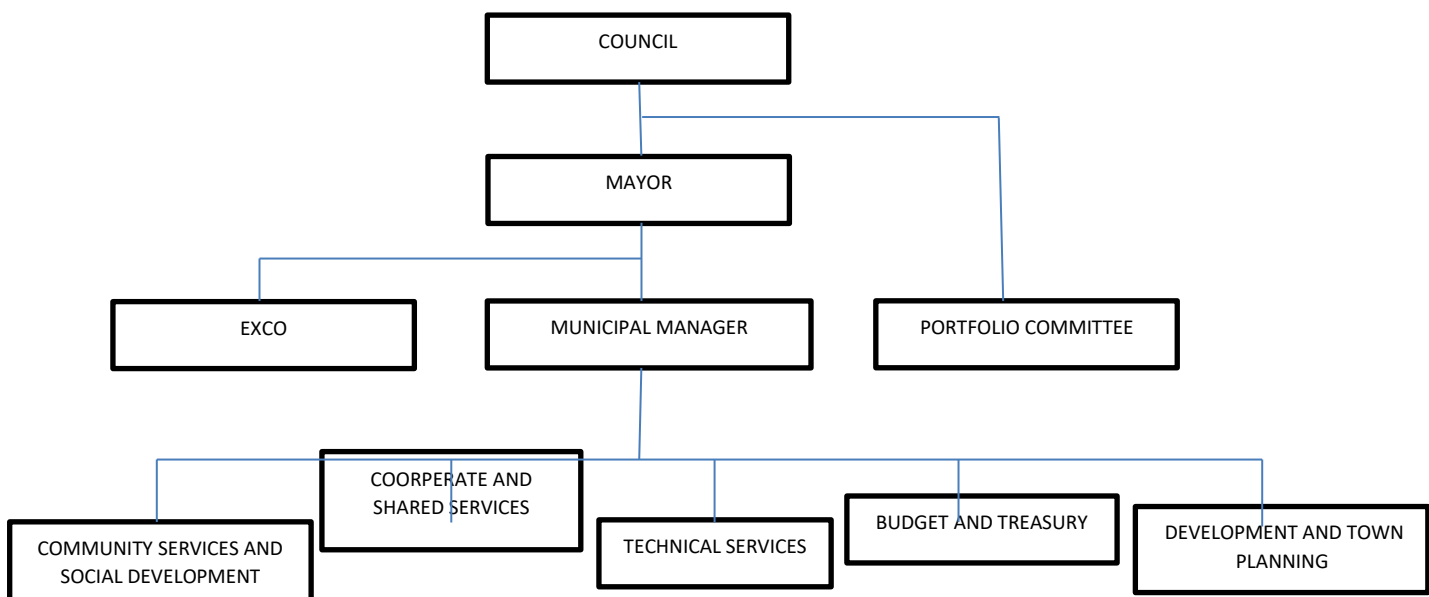 COUNCIL
MAYOR
EXCO
MUNICIPAL MANAGER
PORTFOLIO COMMITTEE
COMMUNITY SERVICES AND
SOCIAL DEVELOPMENT
COORPERATE AND
SHARED SERVICES
TECHNICAL SERVICES
BUDGET AND TREASURY
DEVELOPMENT AND TOWN
PLANNING